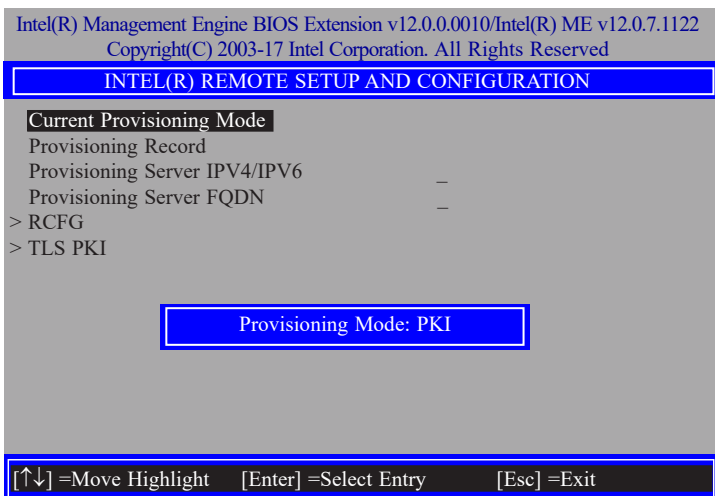 Intel(R) Management Engine BIOS Extension v12.0.0.0010/Intel(R) ME v12.0.7.1122
Copyright(C) 2003-17 Intel Corporation. All Rights Reserved
INTEL(R) REMOTE SETUP AND CONFIGURATION
Current Provisioning Mode
Provisioning Record
Provisioning Server IPV4/IPV6 _
Provisioning Server FQDN _
> RCFG
> TLS PKI
Provisioning Mode: PKI
[↑↓] =Move Highlight [Enter] =Select Entry [Esc] =Exit